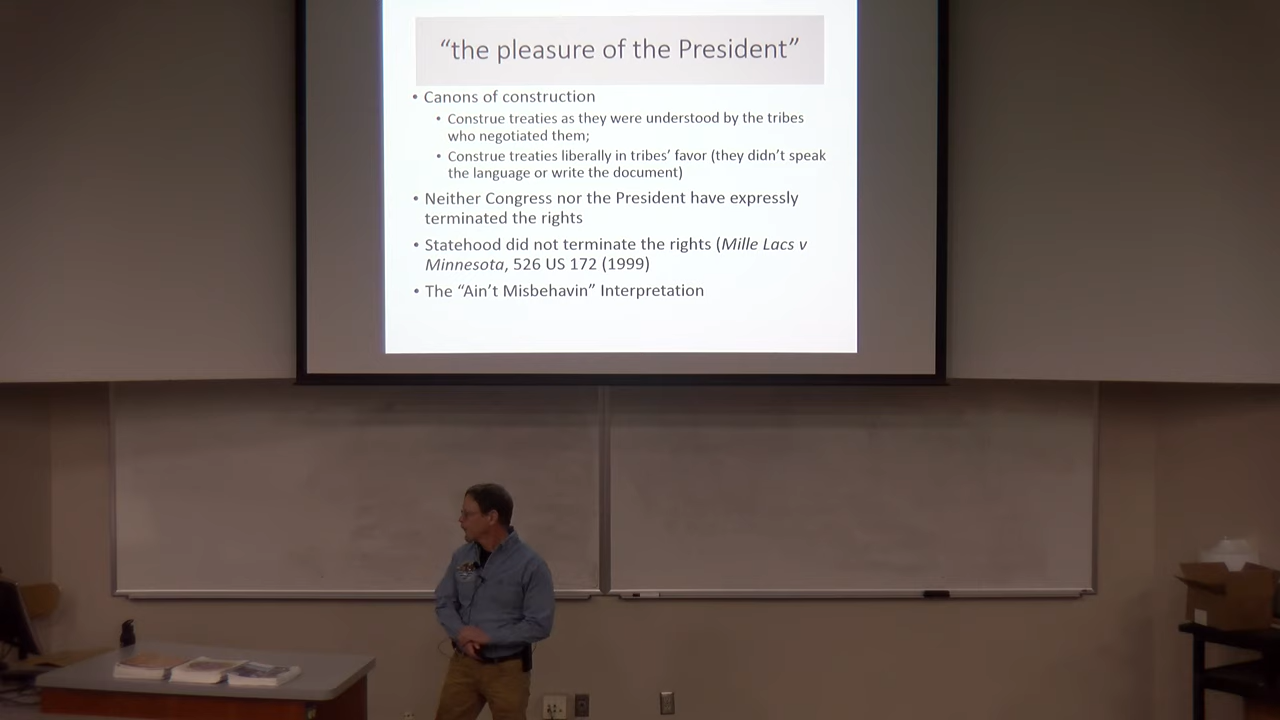 “the pleasure of the President”
• Canons of construction
• Construe treaties as they were understood by the tribes
who negotiated them;
• Construe treaties liberally in tribes’ favor (they didn’t speak
the language or write the document)
• Neither Congress nor the President have expressly
terminated the rights
• Statehood did not terminate the rights (Mille Lacs v
Minnesota, 526 US 172 (1999)
• The “Ain’t Misbehavin” Interpretation